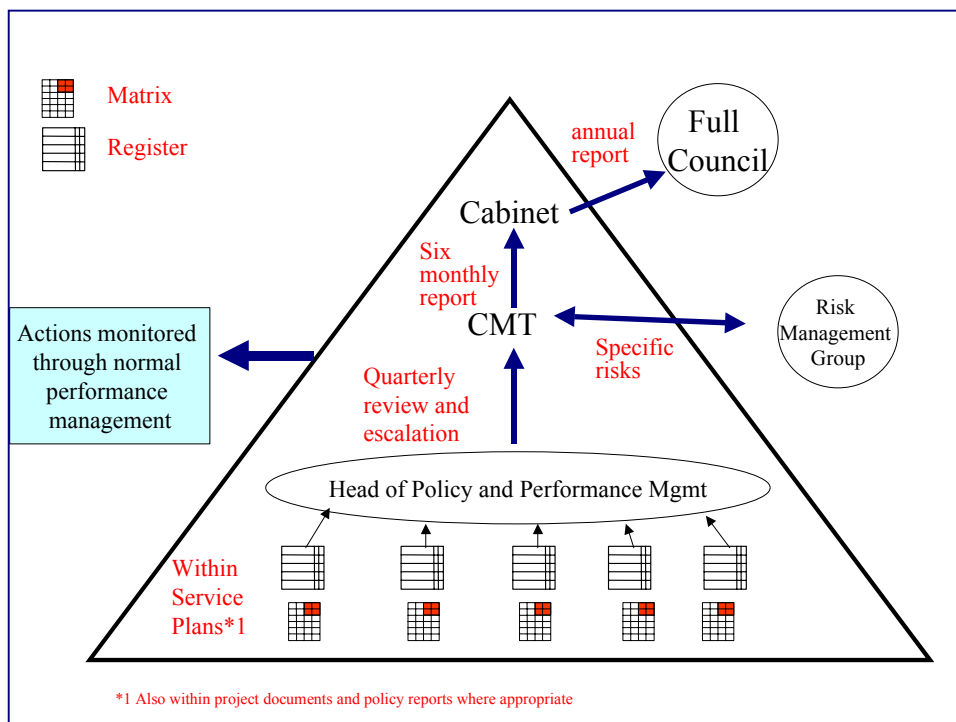 Matrix
Register
annual
report
Full
Council
Cabinet
Six
monthly
report
CMT
Specific
risks
Risk
Management
Group
Actions monitored
through normal
performance
management
Quarterly
review and
escalation
Head of Policy and Performance Mgmt
Within
Service
Plans*1
*1 Also within project documents and policy reports where appropriate